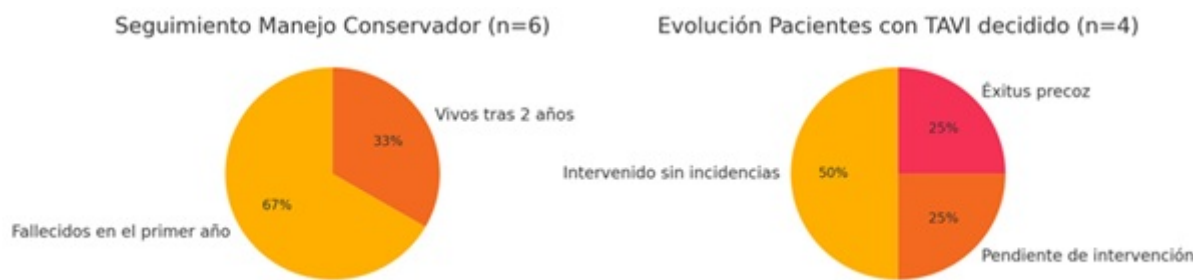 Seguimiento Manejo Conservador (n=6)
Vivos tras 2 años
33%
67%
Fallecidos en el primer año
Evolución Pacientes con TAVI decidido (n=4)
Éxitus precoz
25%
Intervenido sin incidencias
50%
25%
Pendiente de intervención